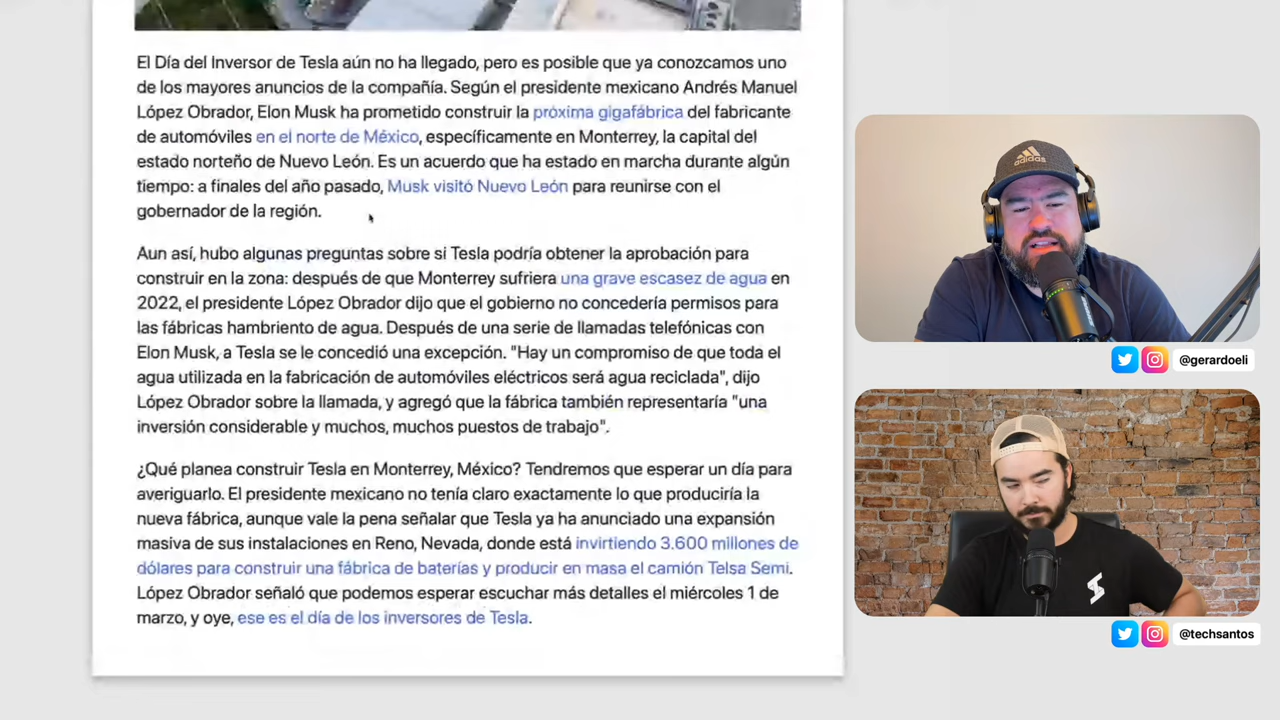 El Día del Inversor de Tesla aún no ha llegado, pero es posible que ya conozcamos uno
de los mayores anuncios de la compañía. Según el presidente mexicano Andrés Manuel
López Obrador, Elon Musk ha prometido construir la próxima gigafábrica del fabricante
de automóviles en el norte de México, específicamente en Monterrey, la capital del
estado norteño de Nuevo León. Es un acuerdo que ha estado en marcha durante algún
tiempo: a finales del año pasado, Musk visitó Nuevo León para reunirse con el
gobernador de la región.
Aun así, hubo algunas preguntas sobre si Tesla podría obtener la aprobación para
construir en la zona: después de que Monterrey sufriera una grave escasez de agua en
2022, el presidente López Obrador dijo que el gobierno no concedería permisos para
las fábricas hambriento de agua. Después de una serie de llamadas telefónicas con
Elon Musk, a Tesla se le concedió una excepción. "Hay un compromiso de que toda el
agua utilizada en la fabricación de automóviles eléctricos será agua reciclada", dijo
López Obrador sobre la llamada, y agregó que la fábrica también representaría "una
inversión considerable y muchos, muchos puestos de trabajo".
¿Qué planea construir Tesla en Monterrey, México? Tendremos que esperar un día para
averiguarlo. El presidente mexicano no tenía claro exactamente lo que produciría la
nueva fábrica, aunque vale la pena señalar que Tesla ya ha anunciado una expansión
masiva de sus instalaciones en Reno, Nevada, donde está invirtiendo 3.600 millones de
dólares para construir una fábrica de baterías y producir en masa el camión Telsa Semi.
López Obrador señaló que podemos esperar escuchar más detalles el miércoles 1 de
marzo, y oye, ese es el día de los inversores de Tesla.
adidas
@gerardoeli
@techsantos